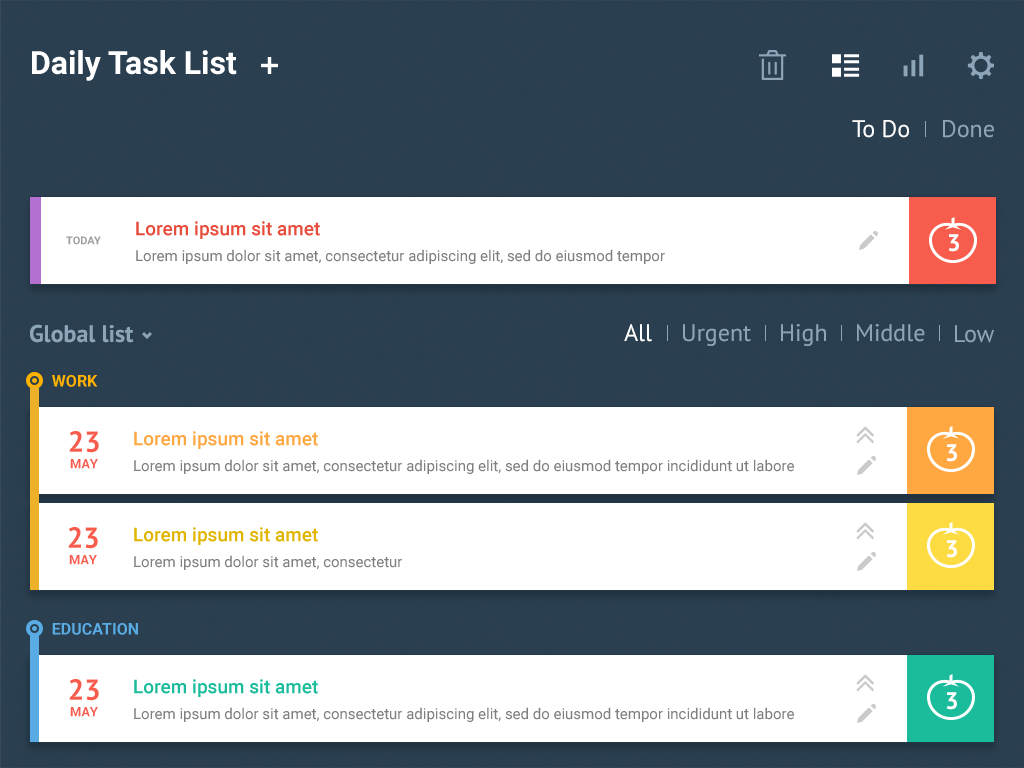 Daily Task List +
To Do | Done
TODAY
Lorem ipsum sit amet
Lorem ipsum dolor sit amet, consectetur adipiscing elit, sed do eiusmod tempor
3
Global list
All | Urgent | High | Middle | Low
WORK
23
MAY
Lorem ipsum sit amet
Lorem ipsum dolor sit amet, consectetur adipiscing elit, sed do eiusmod tempor incididunt ut labore
3
23
MAY
Lorem ipsum sit amet
Lorem ipsum dolor sit amet, consectetur
3
EDUCATION
23
MAY
Lorem ipsum sit amet
Lorem ipsum dolor sit amet, consectetur adipiscing elit, sed do eiusmod tempor incididunt ut labore
3